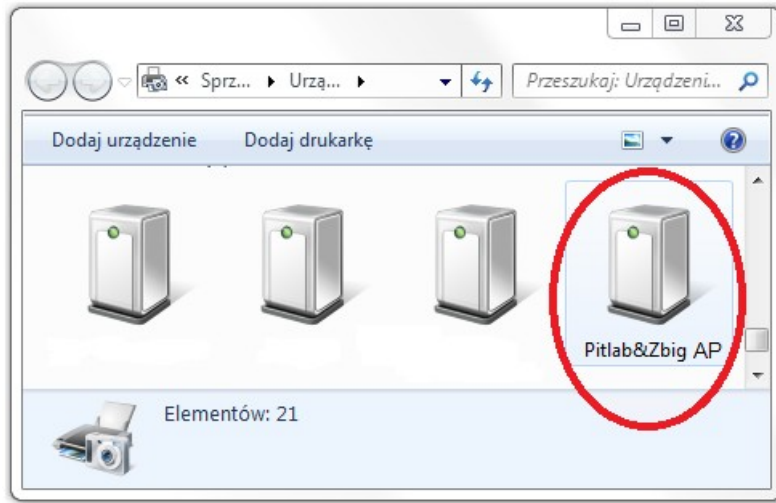 « Sprz... Urzą... Przeszukaj: Urządzeni...
Dodaj urządzenie Dodaj drukarkę
Pitlab&Zbig AP
Elementów: 21